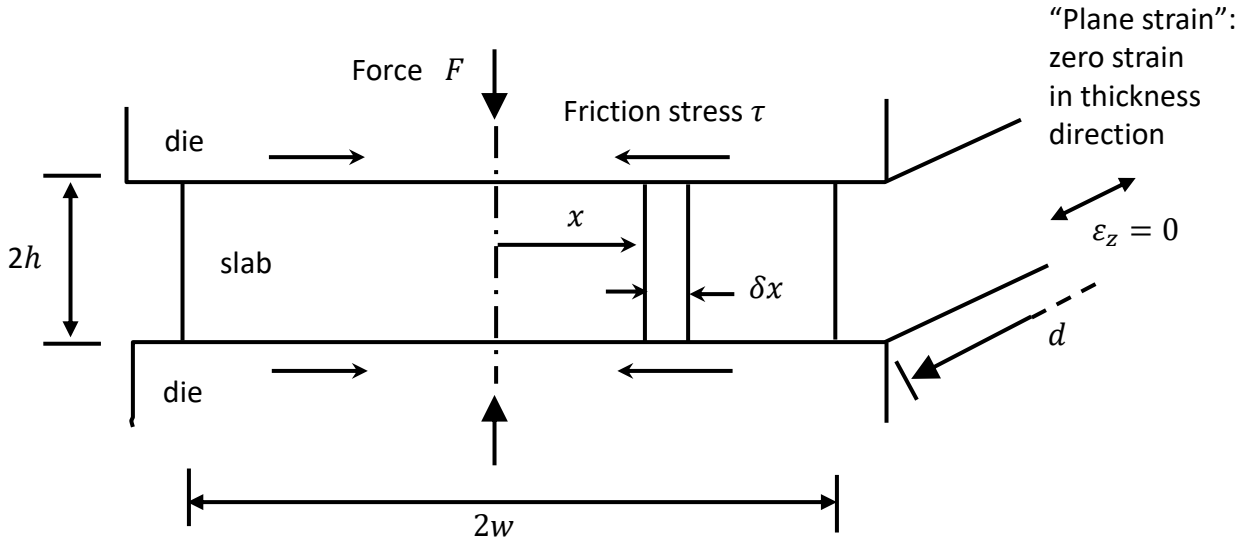 “Plane strain”:
zero strain
in thickness
direction
Force F
Friction stress τ
die
x
ε_z = 0
2h
slab
δx
d
die
2w